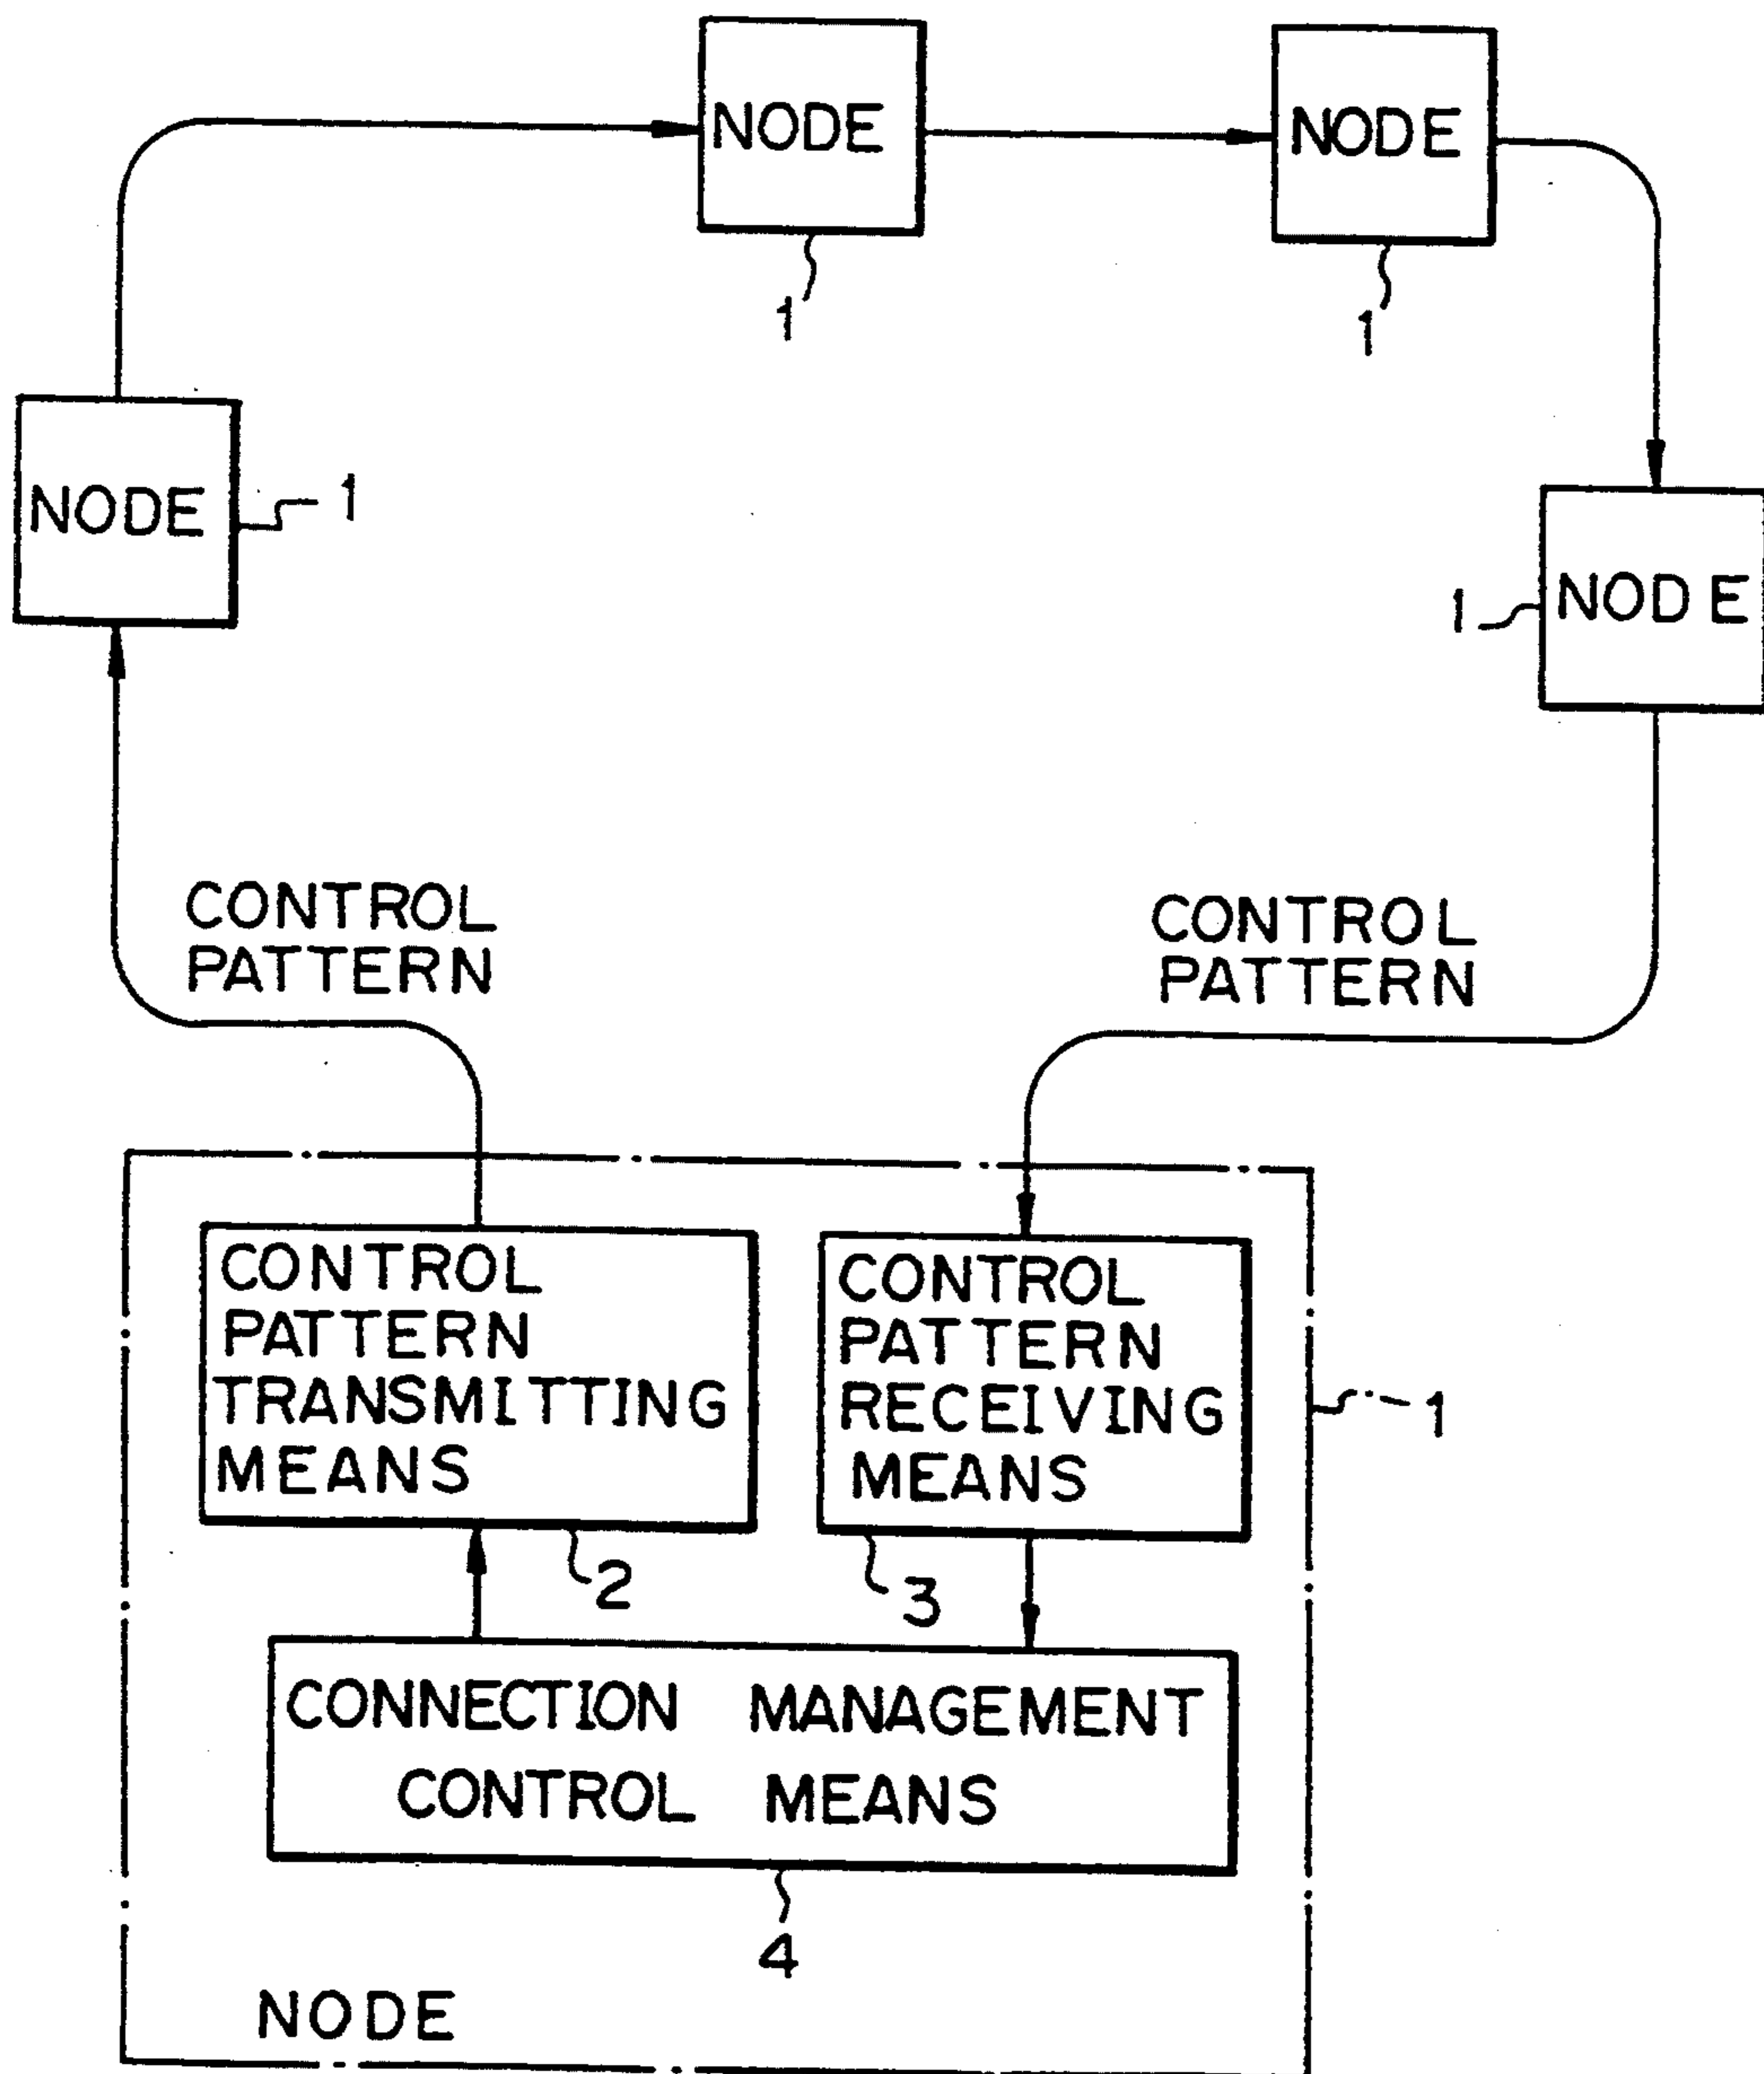 NODE
NODE
1
1
NODE
1
NODE
1
CONTROL
PATTERN
CONTROL
PATTERN
CONTROL
PATTERN
TRANSMITTING
MEANS
CONTROL
PATTERN
RECEIVING
MEANS
1
2
3
CONNECTION MANAGEMENT
CONTROL MEANS
4
NODE